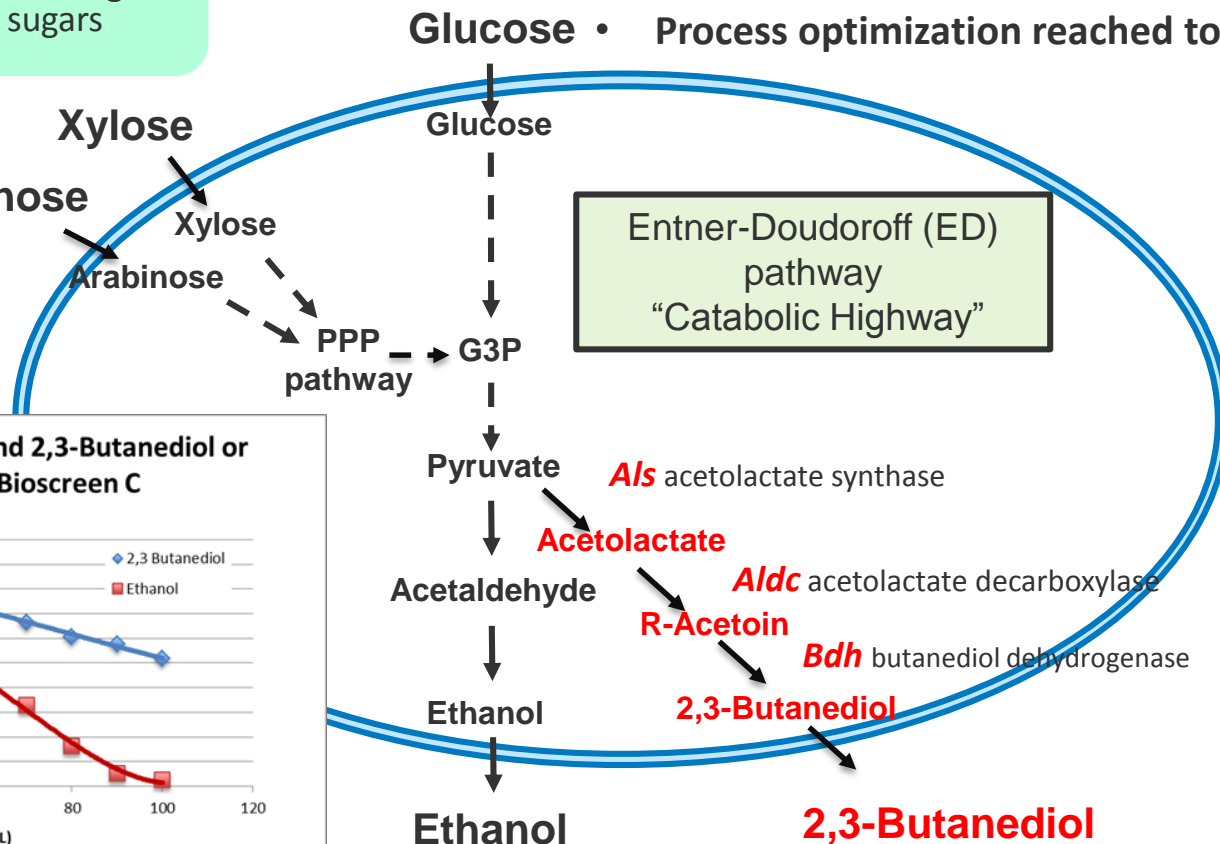 sugars
Glucose • Process optimization reached to
Xylose
Glucose
nose
Xylose
Arabinose
Entner-Doudoroff (ED)
pathway
“Catabolic Highway”
PPP
pathway
G3P
nd 2,3-Butanediol or
Bioscreen C
2,3 Butanediol
Ethanol
80 100 120
L)
Pyruvate
Als acetolactate synthase
Acetolactate
Acetaldehyde
Aldc acetolactate decarboxylase
R-Acetoin
Bdh butanediol dehydrogenase
Ethanol
2,3-Butanediol
Ethanol
2,3-Butanediol